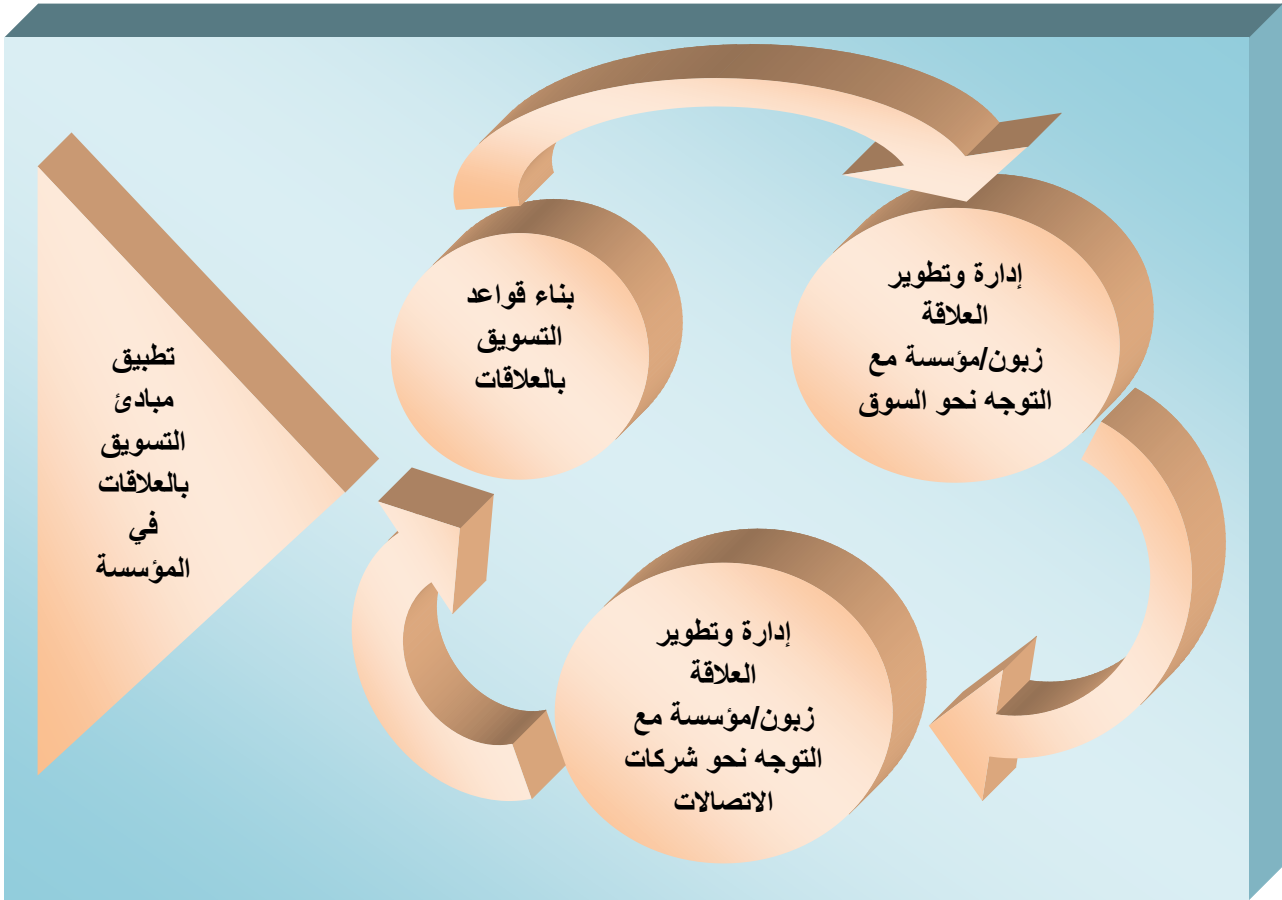 تطبيق
مبادئ
التسويق
بالعلاقات
في
المؤسسة
بناء قواعد
التسويق
بالعلاقات
إدارة وتطوير
العلاقة
زبون/مؤسسة مع
التوجه نحو السوق
إدارة وتطوير
العلاقة
زبون/مؤسسة مع
التوجه نحو شركات
الاتصالات